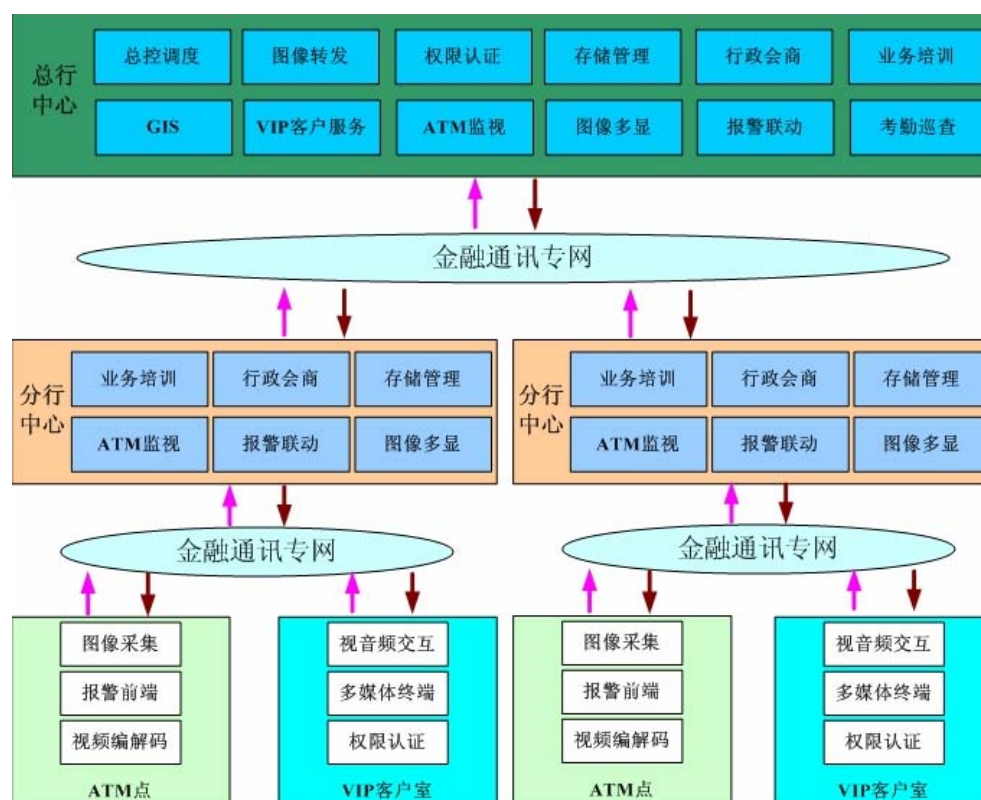 总行
中心
总控调度
图像转发
权限认证
存储管理
行政会商
业务培训
GIS
VIP客户服务
ATM监视
图像多显
报警联动
考勤巡查
金融通讯专网
分行
中心
业务培训
行政会商
存储管理
ATM监视
报警联动
图像多显
分行
中心
业务培训
行政会商
存储管理
ATM监视
报警联动
图像多显
金融通讯专网
金融通讯专网
图像采集
报警前端
视频编解码
ATM点
视音频交互
多媒体终端
权限认证
VIP客户室
图像采集
报警前端
视频编解码
ATM点
视音频交互
多媒体终端
权限认证
VIP客户室